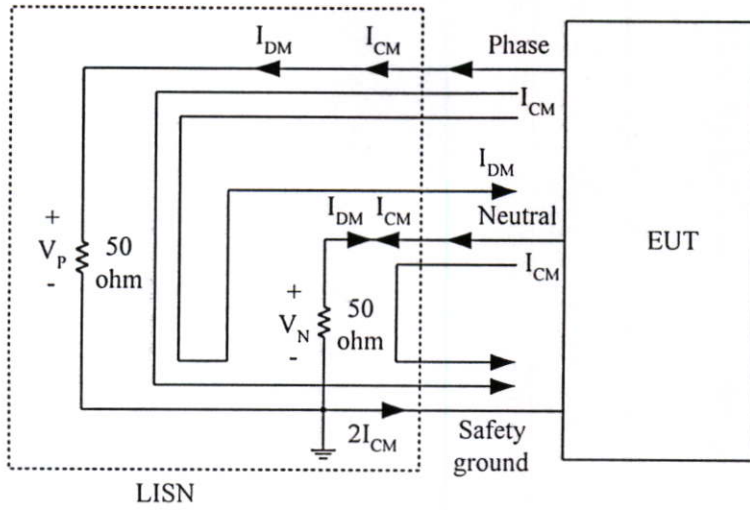 I_DM I_CM Phase
I_CM
I_DM
I_DM I_CM Neutral
EUT
+
V_P
-
50
ohm
I_CM
+
V_N
-
50
ohm
2I_CM
Safety
ground
LISN